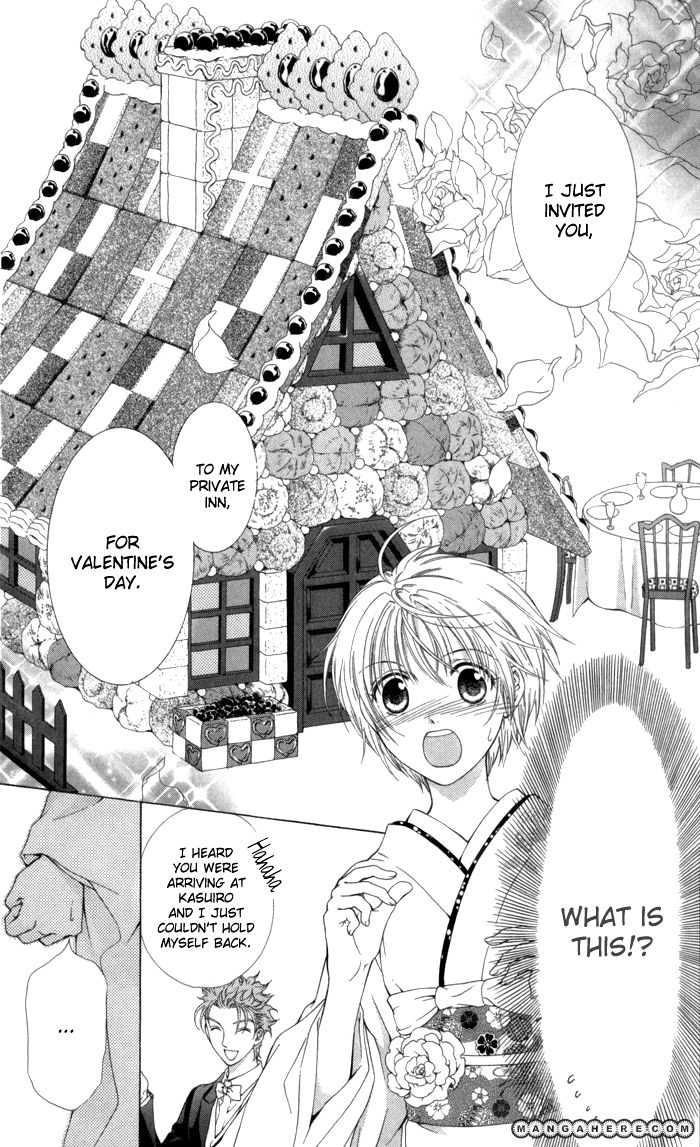 I JUST
INVITED
YOU,
TO MY
PRIVATE
INN,
FOR
VALENTINE'S
DAY.
WHAT IS
THIS!?
Hahaha
I HEARD
YOU WERE
ARRIVING AT
KASUIRO
AND I JUST
COULDN'T HOLD
MYSELF BACK.
...
MANGAHERE.COM